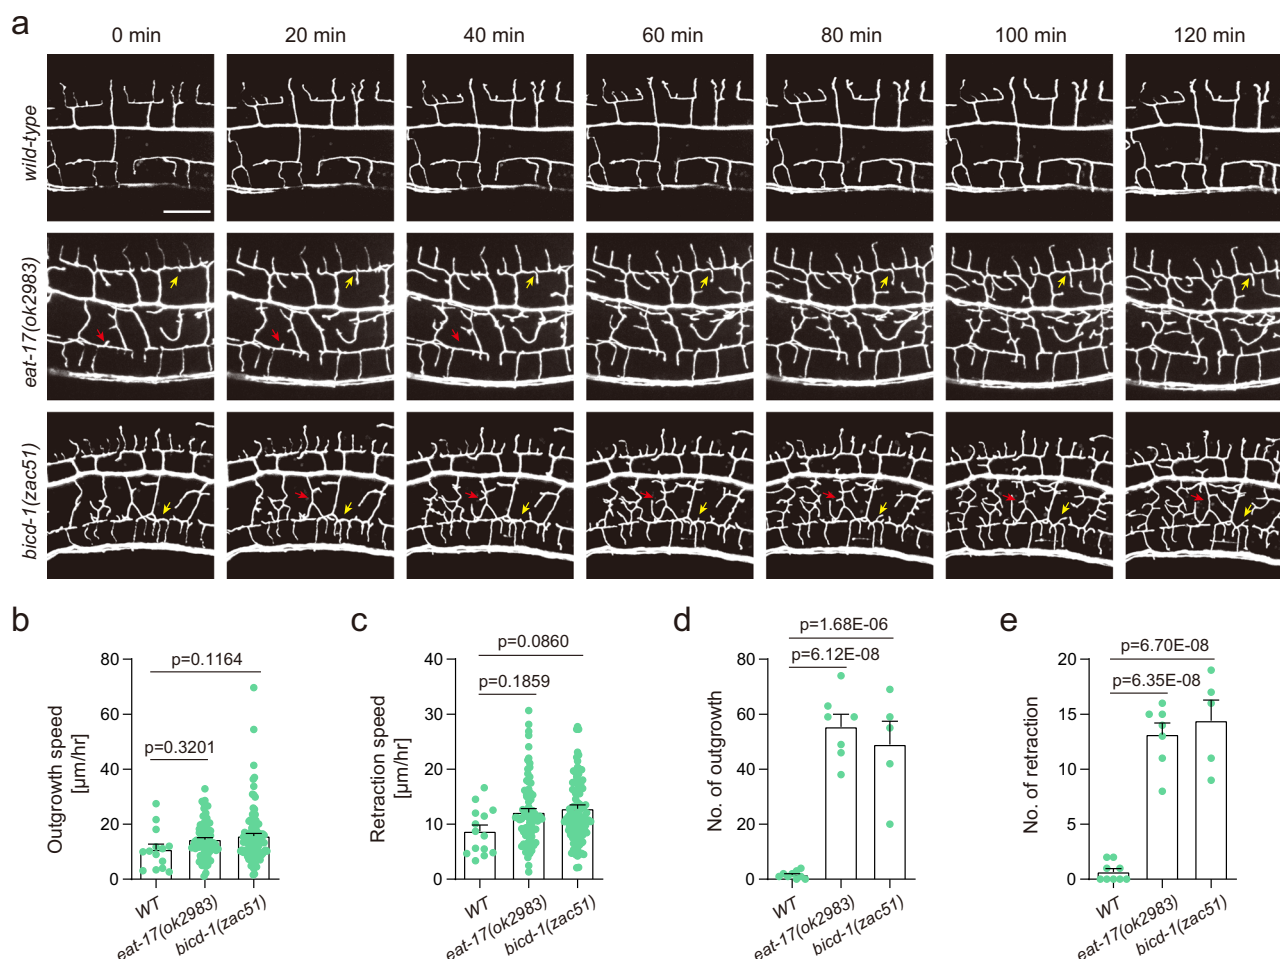 a
0 min 20 min 40 min 60 min 80 min 100 min 120 min
wild-type
eat-17(ok2983)
bicd-1(zac51)
b
Outgrowth speed
[µm/hr]
80
60
40
20
0
p=0.1164
p=0.3201
WT
eat-17(ok2983)
bicd-1(zac51)
c
Retraction speed
[µm/hr]
40
30
20
10
0
p=0.0860
p=0.1859
WT
eat-17(ok2983)
bicd-1(zac51)
d
No. of outgrowth
80
60
40
20
0
p=1.68E-06
p=6.12E-08
WT
eat-17(ok2983)
bicd-1(zac51)
e
No. of retraction
20
15
10
5
0
p=6.70E-08
p=6.35E-08
WT
eat-17(ok2983)
bicd-1(zac51)